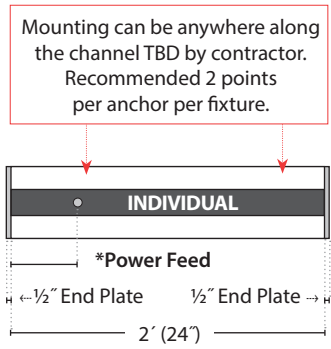 Mounting can be anywhere along
the channel TBD by contractor.
Recommended 2 points
per anchor per fixture.
INDIVIDUAL
*Power Feed
½˝ End Plate ½˝ End Plate
2´ (24˝)